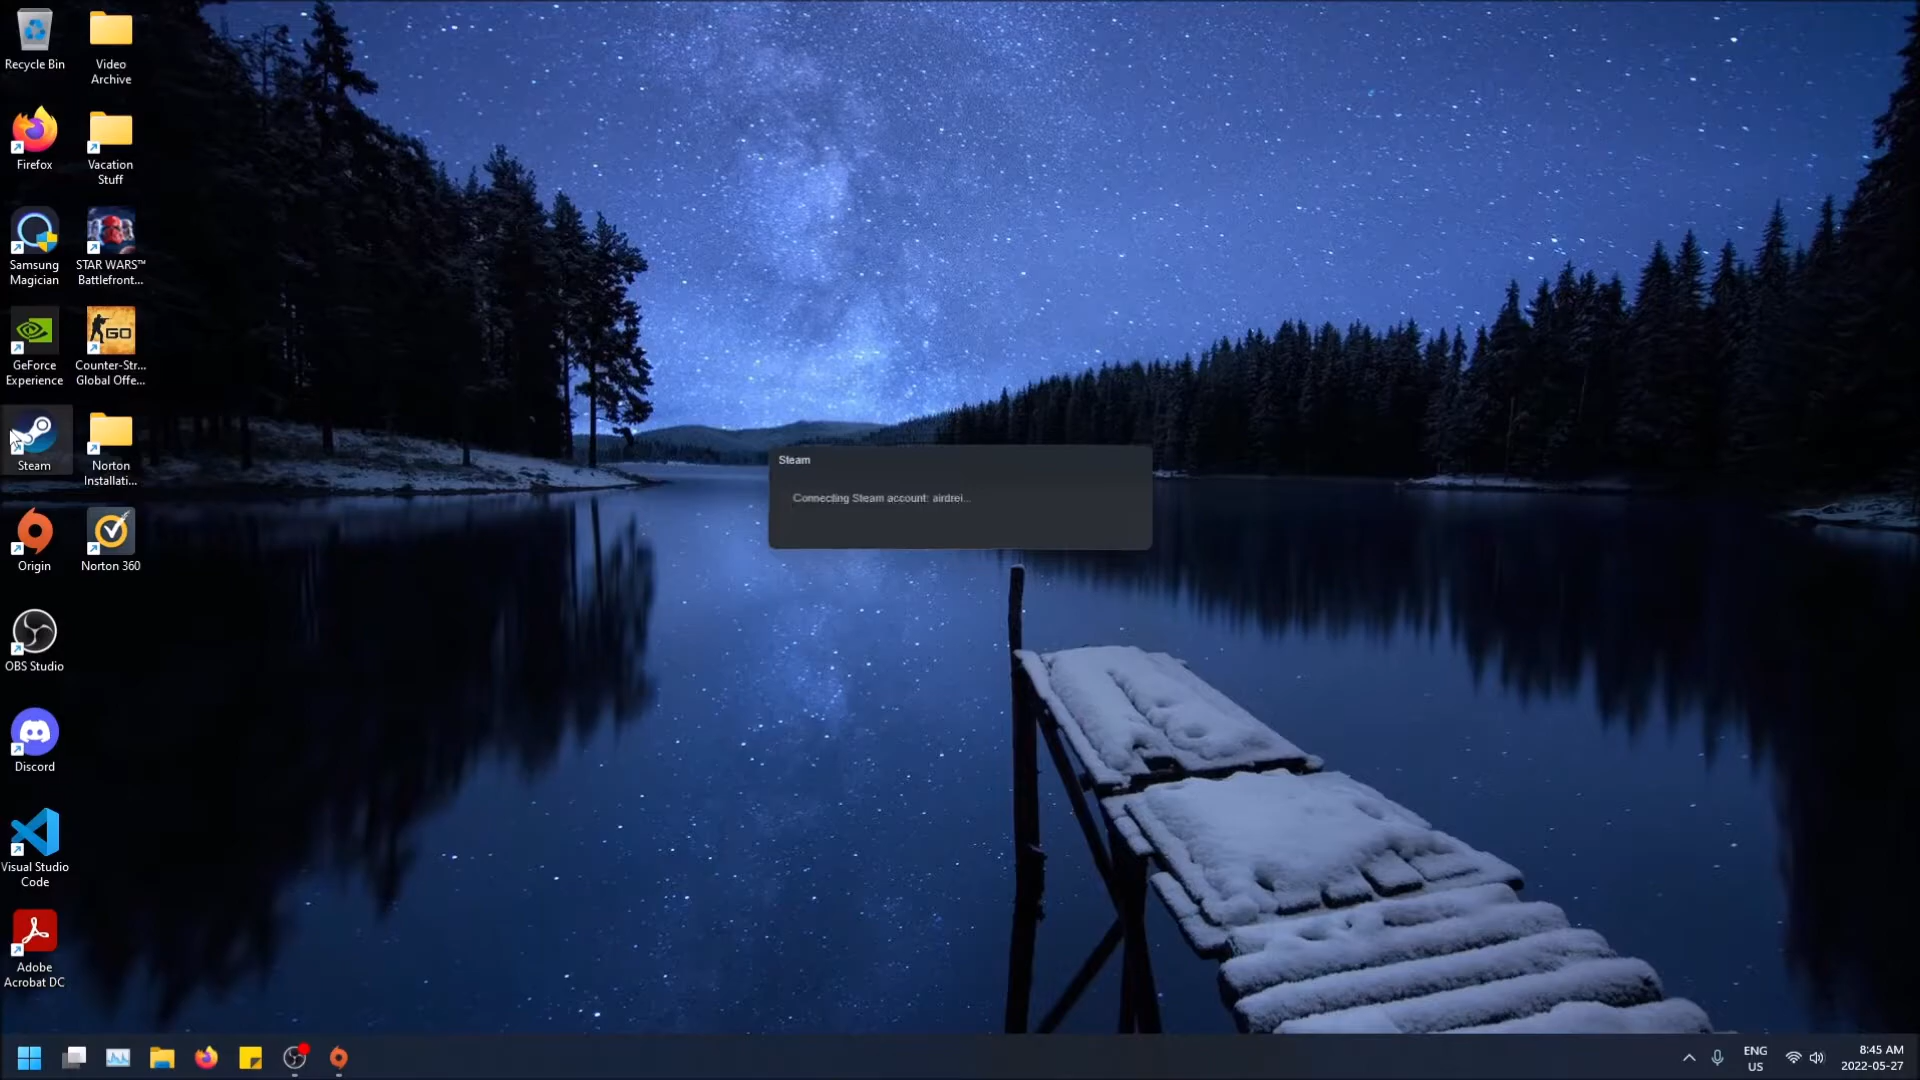 Recycle Bin
Video
Archive
Firefox
Vacation
Stuff
Samsung
Magician
STAR WARS™
Battlefront...
GeForce
Experience
GO
Counter-Str...
Global Offe...
Steam
Norton
Installati...
Origin
Norton 360
OBS Studio
Discord
Visual Studio
Code
Adobe
Acrobat DC
Steam
Connecting Steam account: airdrei...
ENG
US
8:45 AM
2022-05-27